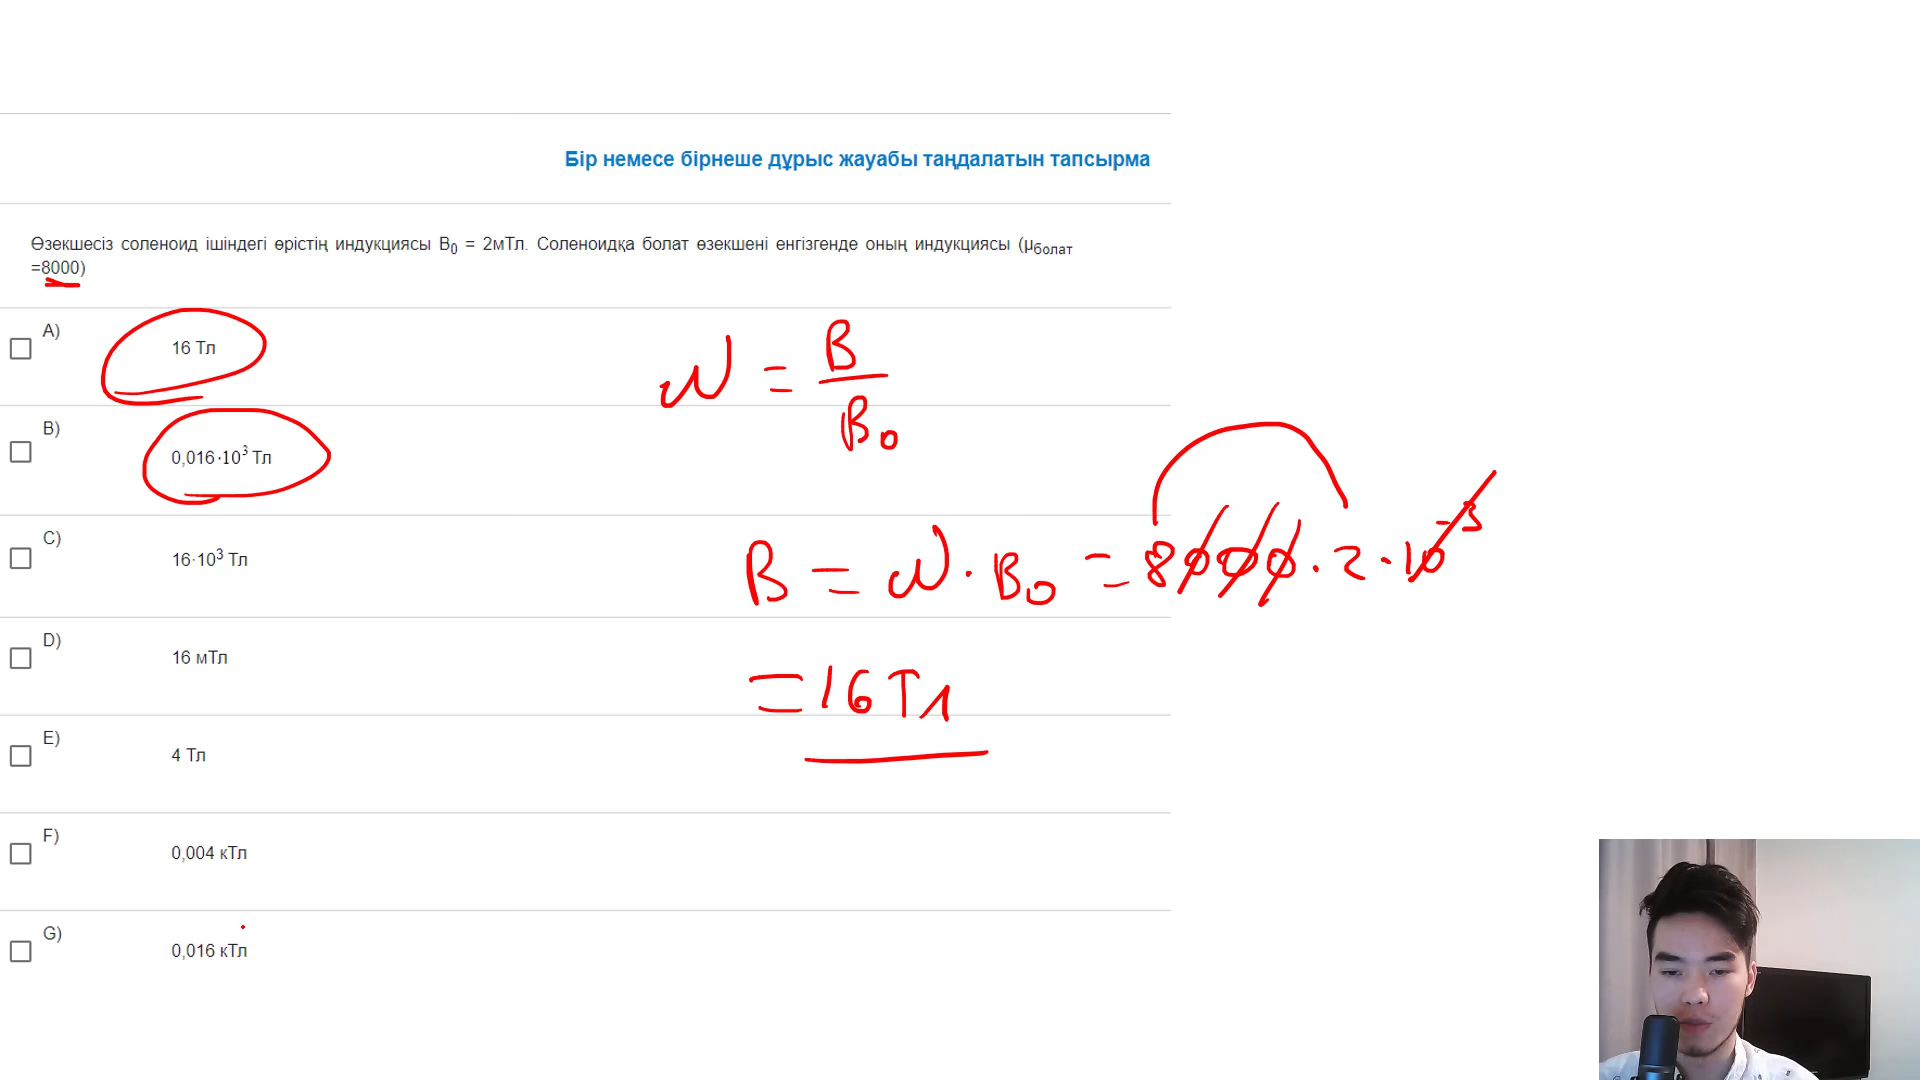 Бір немесе бірнеше дұрыс жауабы таңдалатын тапсырма
Өзекшесіз соленоид ішіндегі өрістің индукциясы B₀ = 2мТл. Соленоидқа болат өзекшені енгізгенде оның индукциясы (μболат
=8000)
A)
16 Тл
B)
0,016·10³ Тл
C)
16·10³ Тл
D)
16 мТл
E)
4 Тл
F)
0,004 кТл
G)
0,016 кТл
μ = B/B₀
B = μ · B₀ = 8000 · 2 · 10⁻³
= 16 Тл